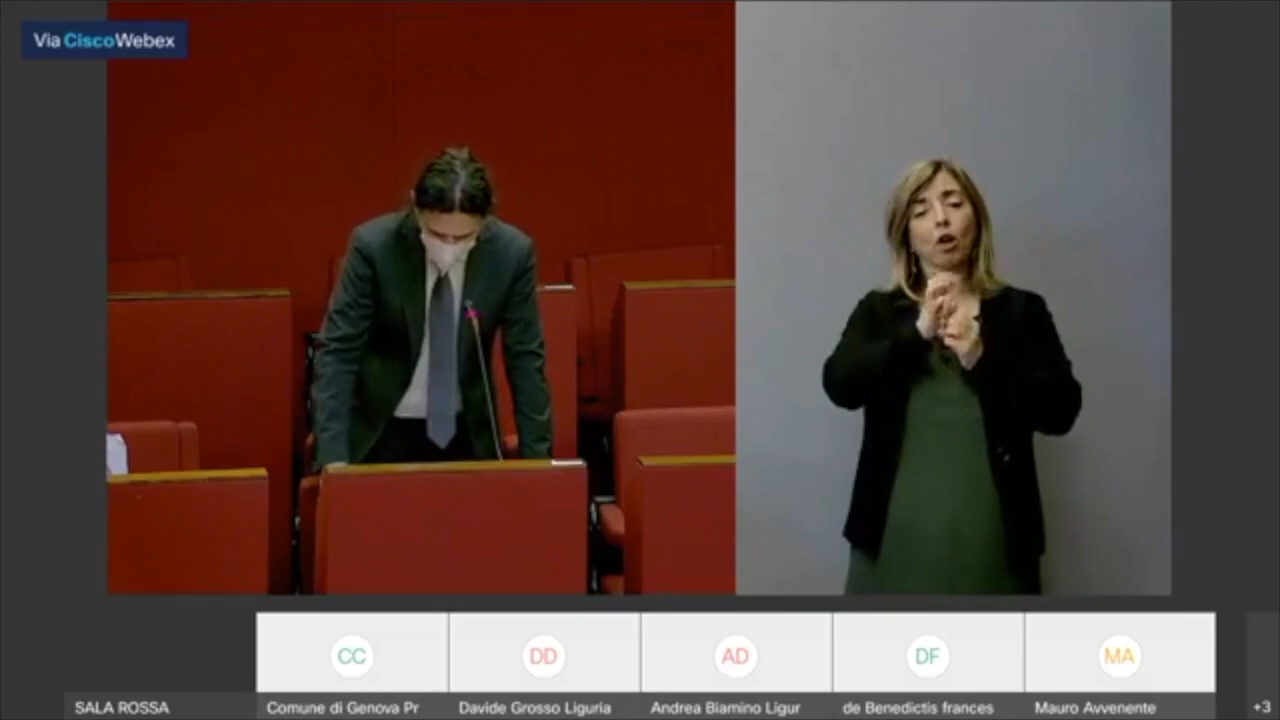 Via CiscoWebex
CC
DD
AD
DF
MA
SALA ROSSA
Comune di Genova Pr
Davide Grosso Liguria
Andrea Biamino Ligur
de Benedictis frances
Mauro Avvenente
+3